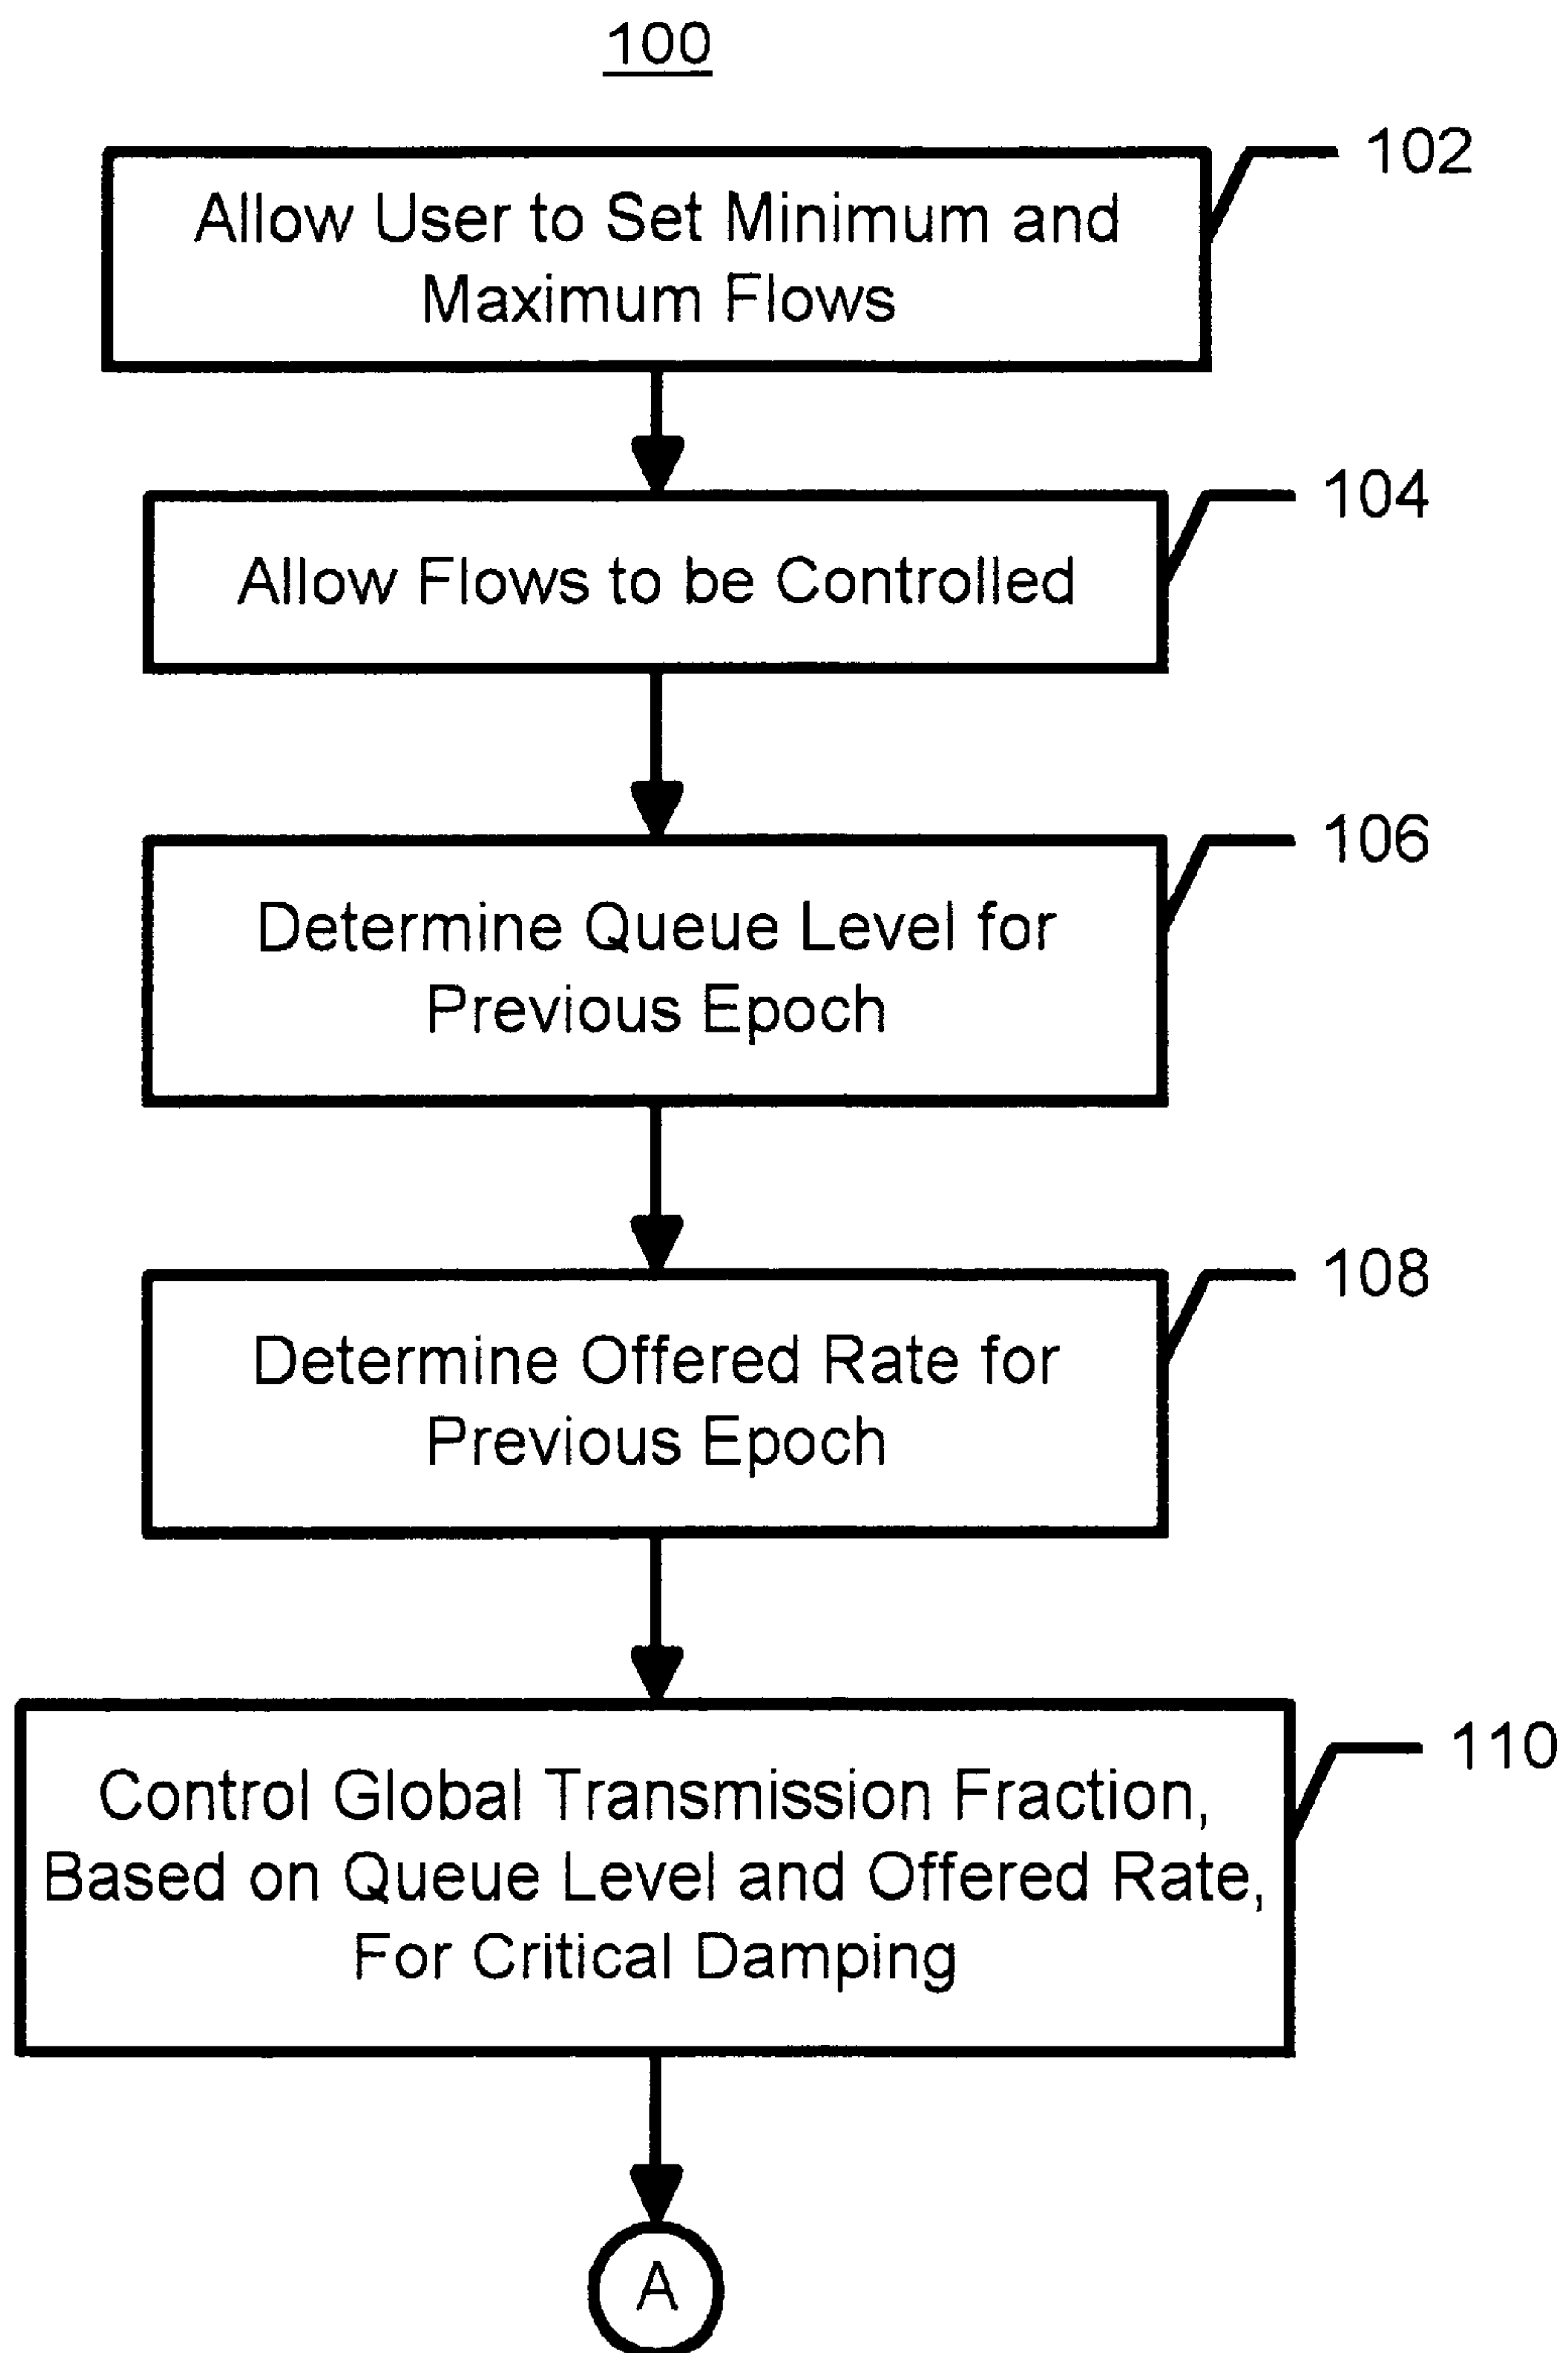 100
102
Allow User to Set Minimum and
Maximum Flows
104
Allow Flows to be Controlled
106
Determine Queue Level for
Previous Epoch
108
Determine Offered Rate for
Previous Epoch
110
Control Global Transmission Fraction,
Based on Queue Level and Offered Rate,
For Critical Damping
A